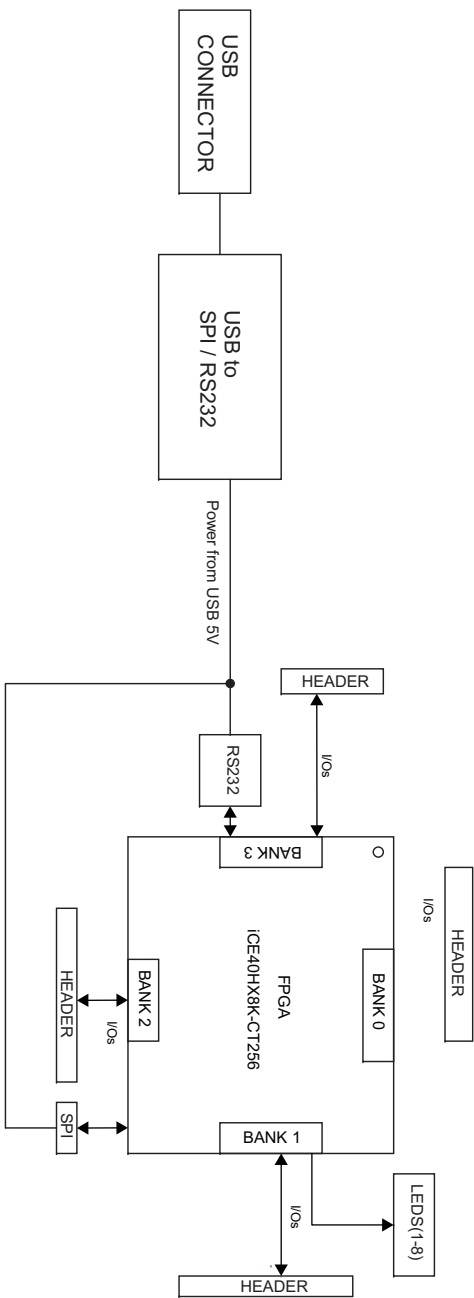 USB
CONNECTOR
USB to
SPI / RS232
Power from USB 5V
HEADER
I/Os
RS232
BANK 3
I/Os
HEADER
BANK 0
FPGA
iCE40HX8K-CT256
BANK 2
I/Os
HEADER
SPI
BANK 1
I/Os
HEADER
LEDS(1-8)